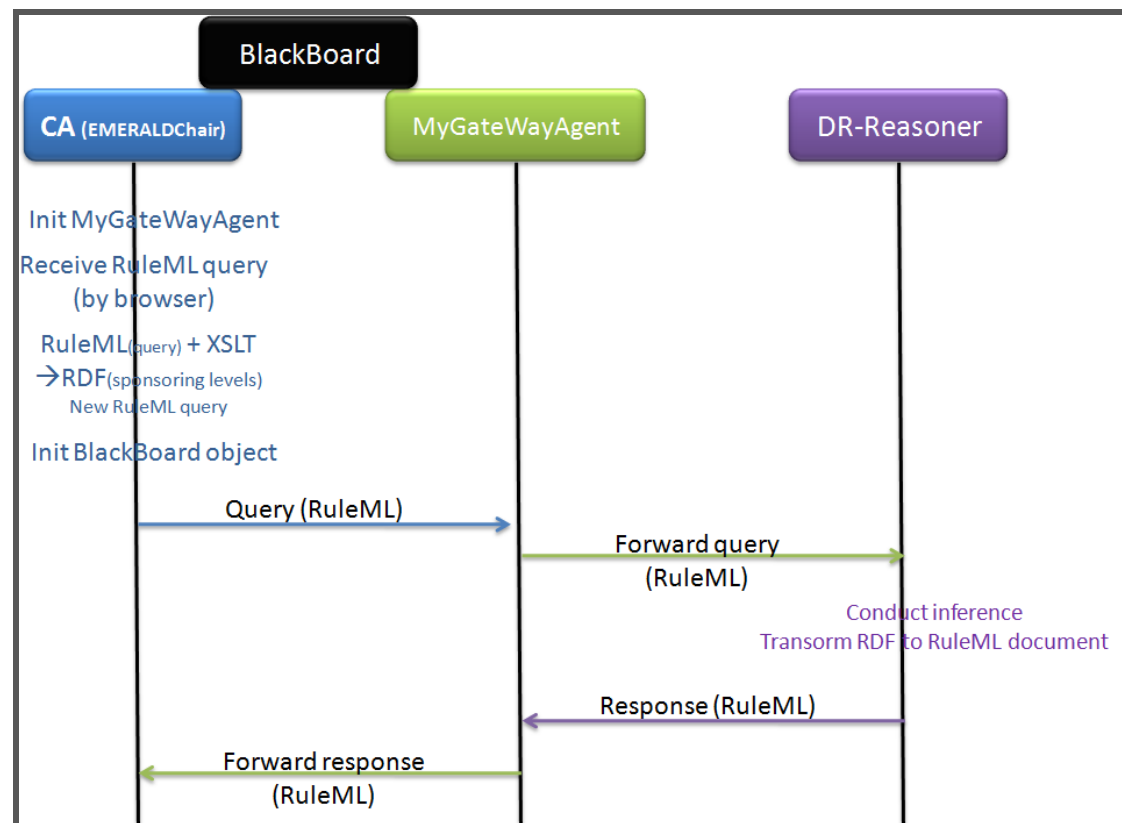 BlackBoard
CA (EMERALDChair)
MyGateWayAgent
DR-Reasoner
Init MyGateWayAgent
Receive RuleML query
(by browser)
RuleML(query) + XSLT
→RDF(sponsoring levels)
New RuleML query
Init BlackBoard object
Query (RuleML)
Forward query
(RuleML)
Conduct inference
Transorm RDF to RuleML document
Response (RuleML)
Forward response
(RuleML)